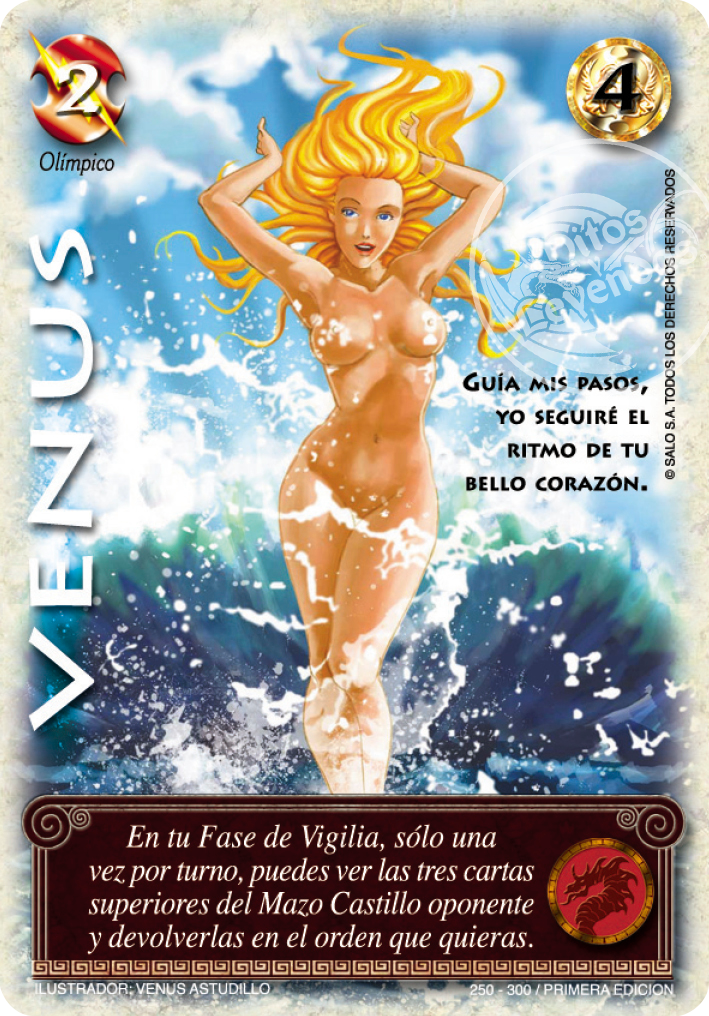 2
4
Olímpico
VENUS
Mitos
y
Leyendas
© SALO S.A. TODOS LOS DERECHOS RESERVADOS
GUÍA MIS PASOS,
YO SEGUIRÉ EL
RITMO DE TU
BELLO CORAZÓN.
En tu Fase de Vigilia, sólo una
vez por turno, puedes ver las tres cartas
superiores del Mazo Castillo oponente
y devolverlas en el orden que quieras.
ILUSTRADOR: VENUS ASTUDILLO
250 - 300 / PRIMERA EDICION